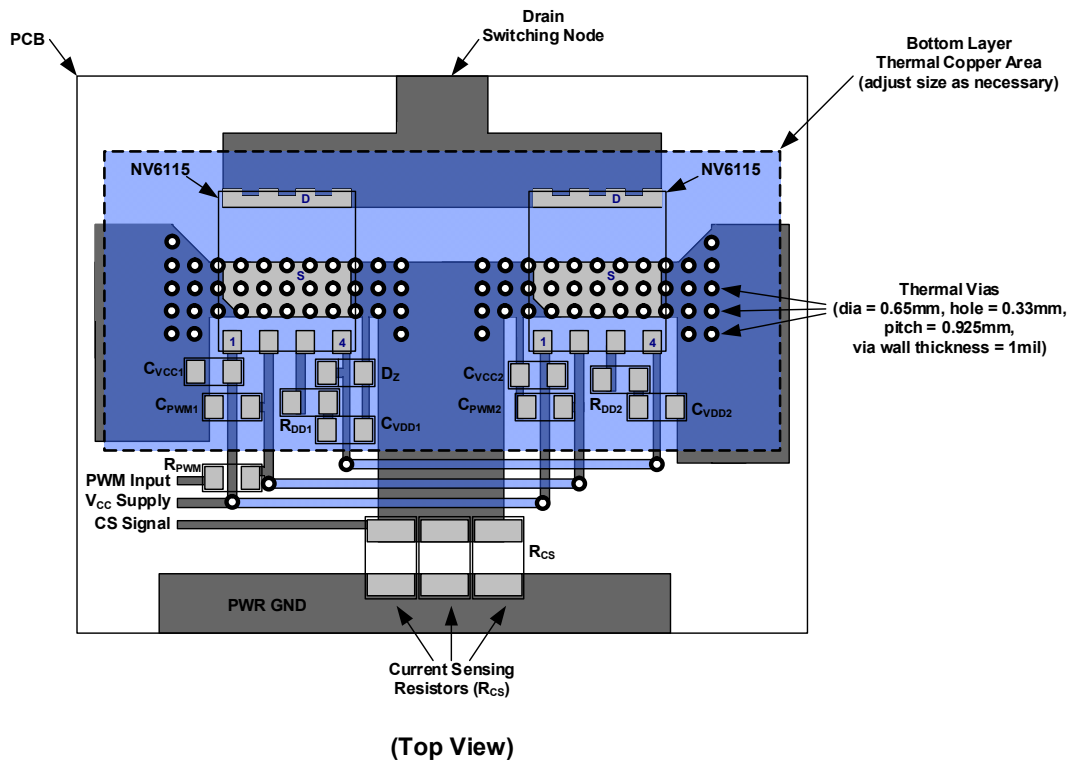 Drain
Switching Node
PCB
Bottom Layer
Thermal Copper Area
(adjust size as necessary)
NV6115
NV6115
D
D
S
S
Thermal Vias
(dia = 0.65mm, hole = 0.33mm,
pitch = 0.925mm,
via wall thickness = 1mil)
1
4
1
4
CVCC1
DZ
CVCC2
CPWM1
RDD1
CVDD1
CPWM2
RDD2
CVDD2
RPWM
PWM Input
VCC Supply
CS Signal
RCS
PWR GND
Current Sensing
Resistors (RCS)
(Top View)